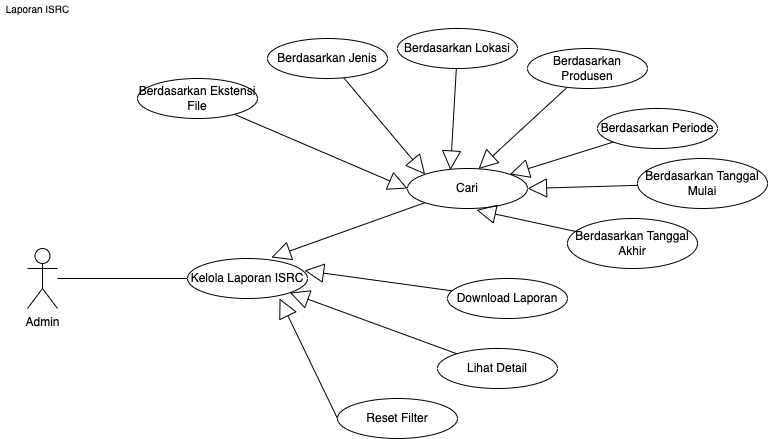 Laporan ISRC
Berdasarkan Lokasi
Berdasarkan Jenis
Berdasarkan
Produsen
Berdasarkan Ekstensi
File
Berdasarkan Periode
Cari
Berdasarkan Tanggal
Mulai
Berdasarkan Tanggal
Akhir
Kelola Laporan ISRC
Download Laporan
Admin
Lihat Detail
Reset Filter